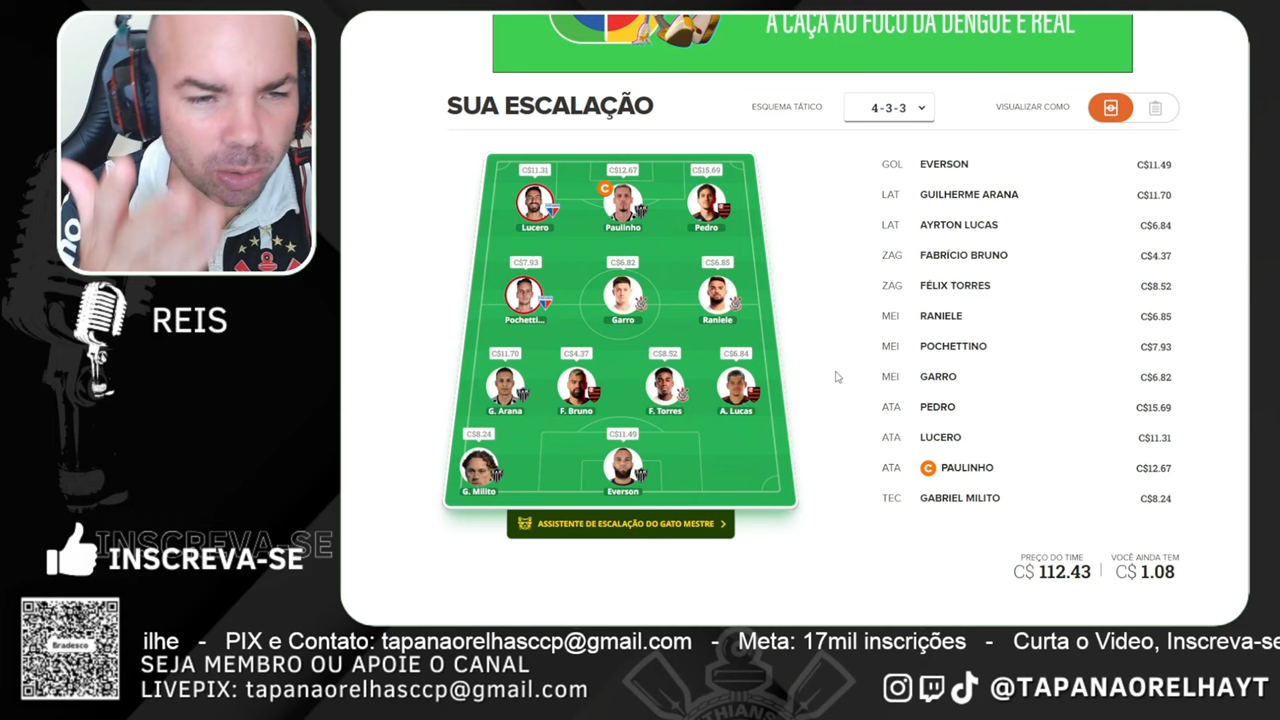 A CAÇA AO FOCO DA DENGUE É REAL
SUA ESCALAÇÃO
ESQUEMA TÁTICO
4-3-3
VISUALIZAR COMO
C$11.31
C$12.67
C$15.69
C
Lucero
Paulinho
Pedro
C$7.93
C$6.82
C$6.85
Pochetti...
Garro
Raniele
C$11.70
C$4.37
C$8.52
C$6.84
G. Arana
F. Bruno
F. Torres
A. Lucas
C$8.24
C$11.49
G. Milito
Everson
ASSISTENTE DE ESCALAÇÃO DO GATO MESTRE
GOL EVERSON C$11.49
LAT GUILHERME ARANA C$11.70
LAT AYRTON LUCAS C$6.84
ZAG FABRÍCIO BRUNO C$4.37
ZAG FÉLIX TORRES C$8.52
MEI RANIELE C$6.85
MEI POCHETTINO C$7.93
MEI GARRO C$6.82
ATA PEDRO C$15.69
ATA LUCERO C$11.31
ATA C PAULINHO C$12.67
TEC GABRIEL MILITO C$8.24
PREÇO DO TIME
C$ 112.43
VOCÊ AINDA TEM
C$ 1.08
REIS
INSCREVA-SE
INSCREVA-SE
Bradesco
ilhe - PIX e Contato: tapanaorelhasccp@gmail.com - Meta: 17mil inscrições - Curta o Video, Inscreva-se
SEJA MEMBRO OU APOIE O CANAL
LIVEPIX: tapanaorelhasccp@gmail.com
@TAPANAORELHAYT